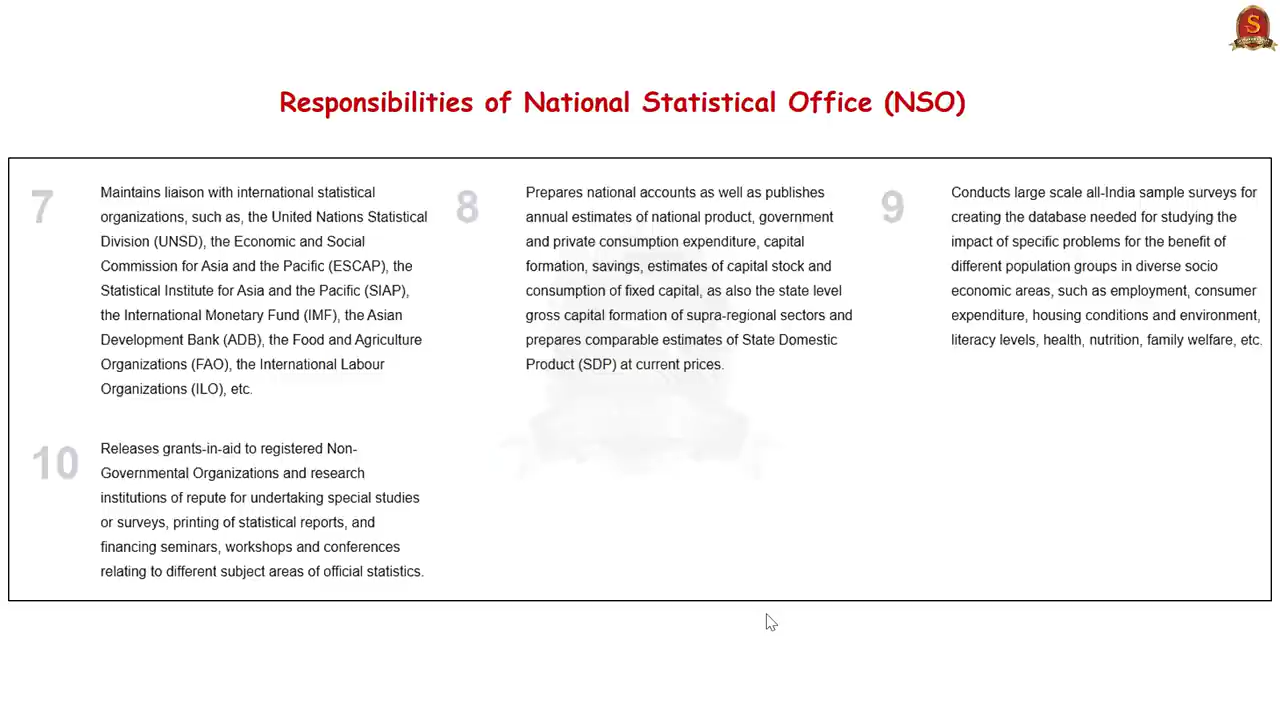 S
Responsibilities of National Statistical Office (NSO)
7
Maintains liaison with international statistical
organizations, such as, the United Nations Statistical
Division (UNSD), the Economic and Social
Commission for Asia and the Pacific (ESCAP), the
Statistical Institute for Asia and the Pacific (SIAP),
the International Monetary Fund (IMF), the Asian
Development Bank (ADB), the Food and Agriculture
Organizations (FAO), the International Labour
Organizations (ILO), etc.
8
Prepares national accounts as well as publishes
annual estimates of national product, government
and private consumption expenditure, capital
formation, savings, estimates of capital stock and
consumption of fixed capital, as also the state level
gross capital formation of supra-regional sectors and
prepares comparable estimates of State Domestic
Product (SDP) at current prices.
9
Conducts large scale all-India sample surveys for
creating the database needed for studying the
impact of specific problems for the benefit of
different population groups in diverse socio
economic areas, such as employment, consumer
expenditure, housing conditions and environment,
literacy levels, health, nutrition, family welfare, etc.
10
Releases grants-in-aid to registered Non-
Governmental Organizations and research
institutions of repute for undertaking special studies
or surveys, printing of statistical reports, and
financing seminars, workshops and conferences
relating to different subject areas of official statistics.